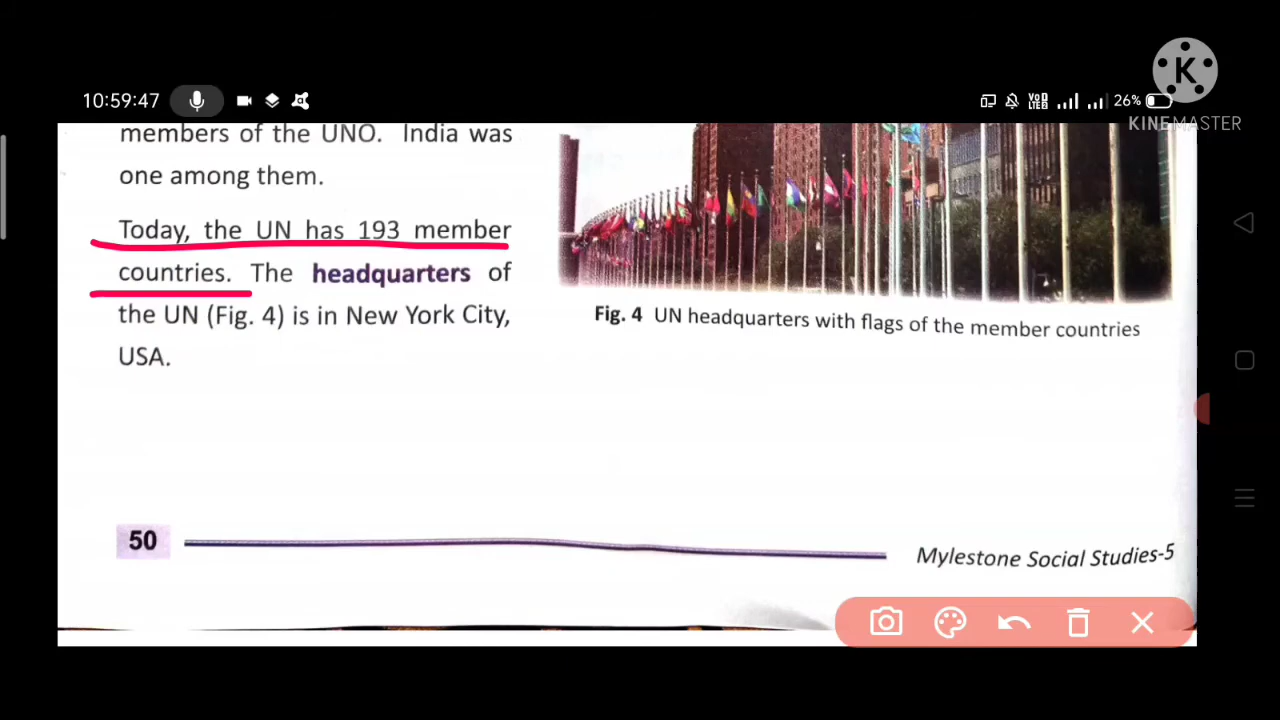 10:59:47
Vo)) LTE2
26%
K
KINEMASTER
members of the UNO. India was
one among them.
Today, the UN has 193 member
countries. The headquarters of
the UN (Fig. 4) is in New York City,
USA.
Fig. 4 UN headquarters with flags of the member countries
50
Mylestone Social Studies-5